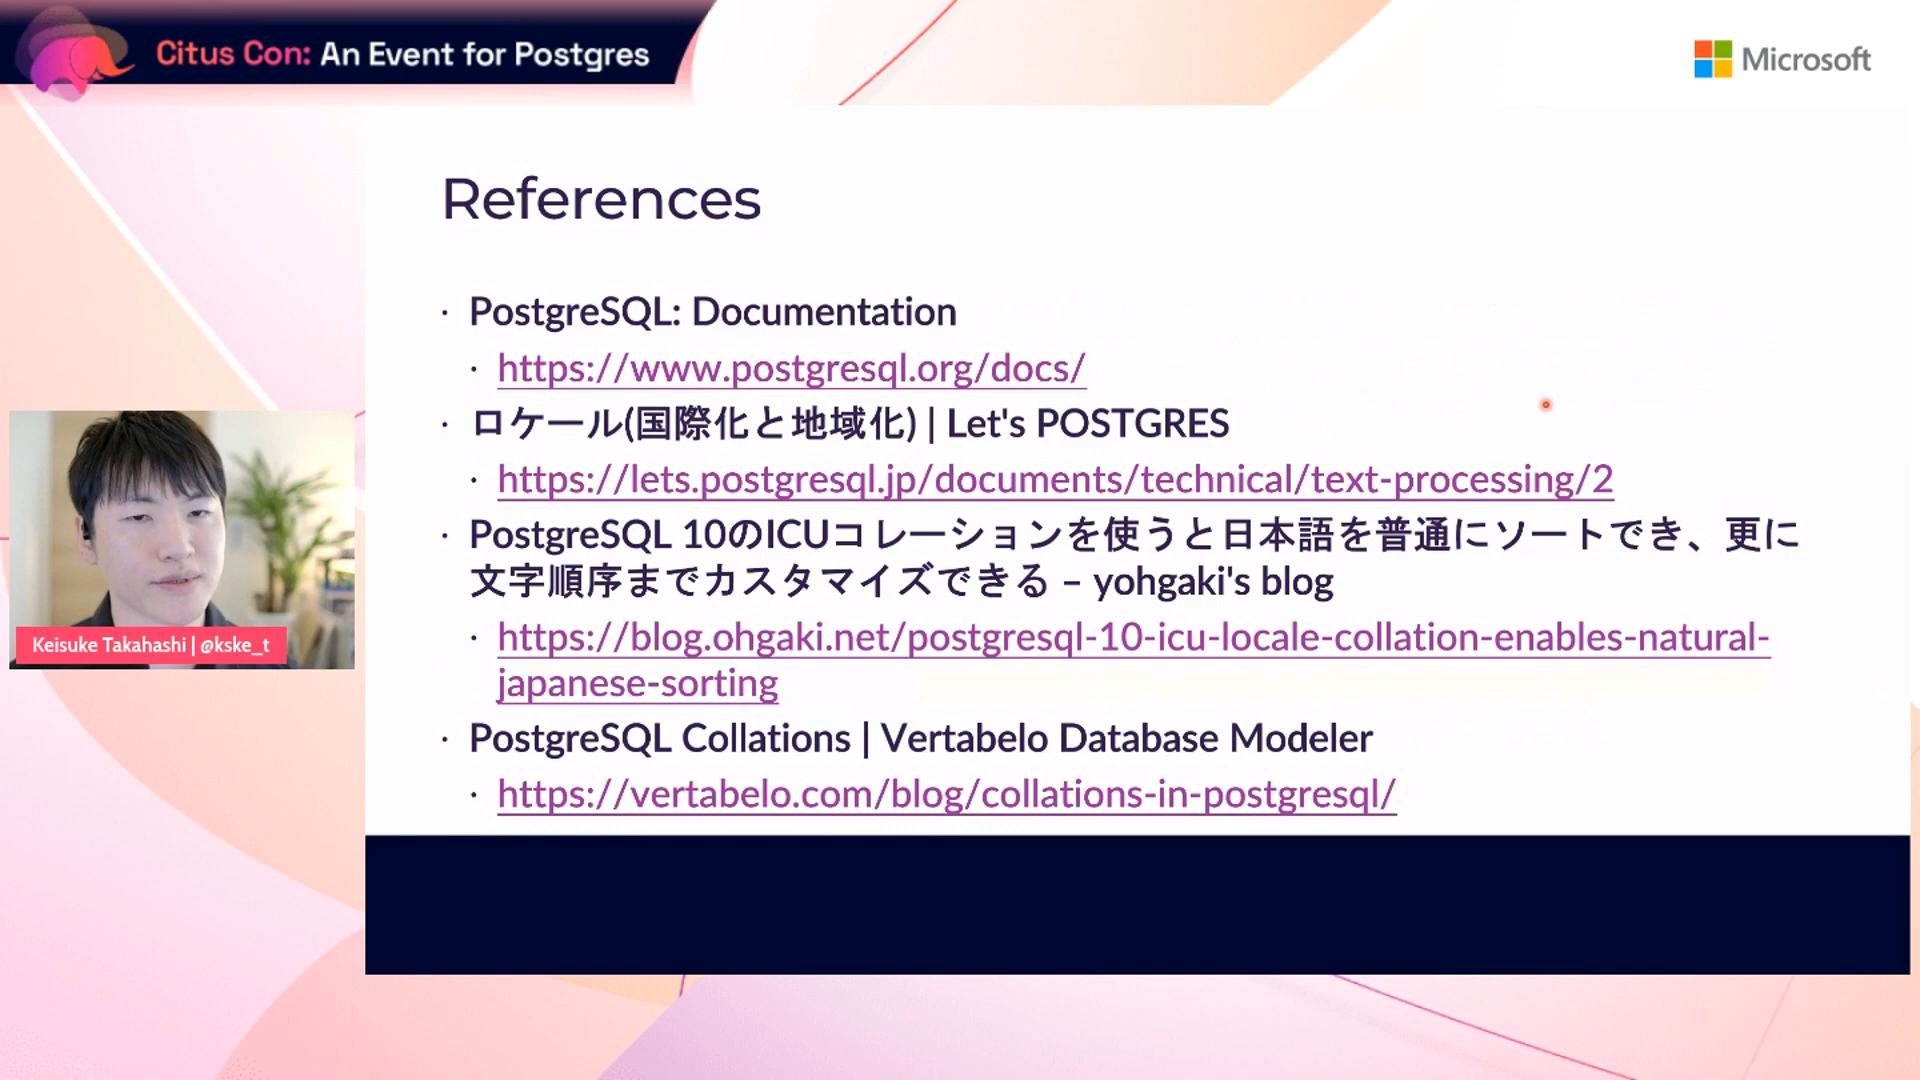 Citus Con: An Event for Postgres
Microsoft
References
· PostgreSQL: Documentation
· https://www.postgresql.org/docs/
· ロケール(国際化と地域化) | Let's POSTGRES
· https://lets.postgresql.jp/documents/technical/text-processing/2
· PostgreSQL 10のICUコレーションを使うと日本語を普通にソートでき、更に
文字順序までカスタマイズできる – yohgaki's blog
· https://blog.ohgaki.net/postgresql-10-icu-locale-collation-enables-natural-
japanese-sorting
· PostgreSQL Collations | Vertabelo Database Modeler
· https://vertabelo.com/blog/collations-in-postgresql/
Keisuke Takahashi | @kske_t